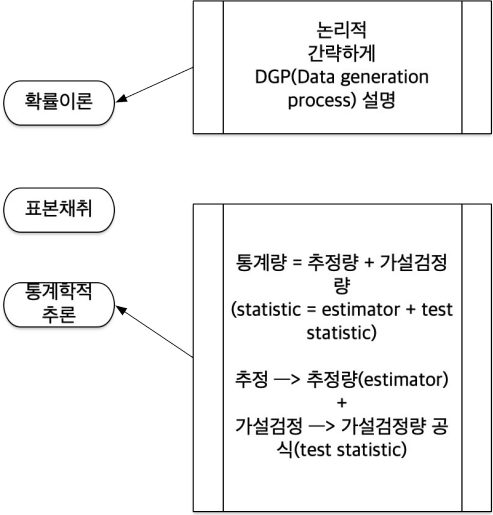 논리적
간략하게
DGP(Data generation
process) 설명
확률이론
표본채취
통계학적
추론
통계량 = 추정량 + 가설검정
량
(statistic = estimator + test
statistic)
추정 —> 추정량(estimator)
+
가설검정 —> 가설검정량 공
식(test statistic)